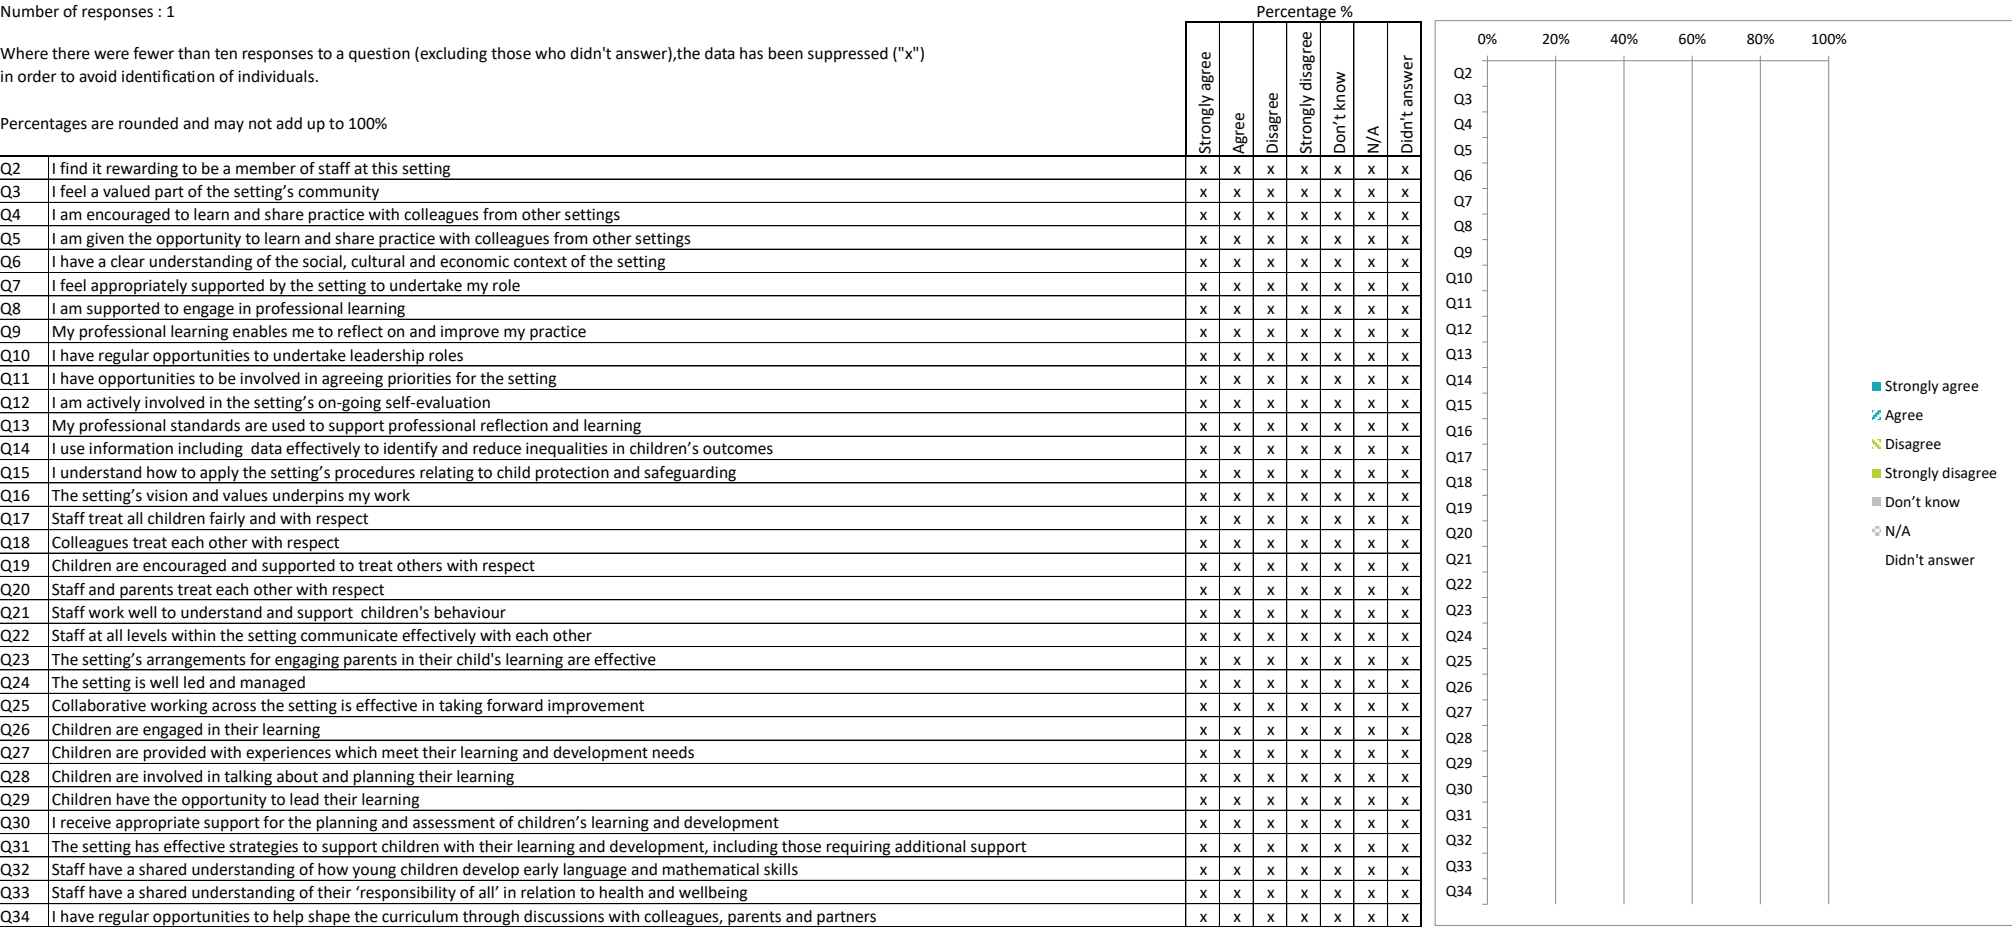 Number of responses : 1
Percentage %
Where there were fewer than ten responses to a question (excluding those who didn't answer),the data has been suppressed ("x")
in order to avoid identification of individuals.
Percentages are rounded and may not add up to 100%
Strongly agree
Agree
Disagree
Strongly disagree
Don't know
N/A
Didn't answer
Q2 I find it rewarding to be a member of staff at this setting x x x x x x x
Q3 I feel a valued part of the setting’s community x x x x x x x
Q4 I am encouraged to learn and share practice with colleagues from other settings x x x x x x x
Q5 I am given the opportunity to learn and share practice with colleagues from other settings x x x x x x x
Q6 I have a clear understanding of the social, cultural and economic context of the setting x x x x x x x
Q7 I feel appropriately supported by the setting to undertake my role x x x x x x x
Q8 I am supported to engage in professional learning x x x x x x x
Q9 My professional learning enables me to reflect on and improve my practice x x x x x x x
Q10 I have regular opportunities to undertake leadership roles x x x x x x x
Q11 I have opportunities to be involved in agreeing priorities for the setting x x x x x x x
Q12 I am actively involved in the setting’s on-going self-evaluation x x x x x x x
Q13 My professional standards are used to support professional reflection and learning x x x x x x x
Q14 I use information including  data effectively to identify and reduce inequalities in children’s outcomes x x x x x x x
Q15 I understand how to apply the setting’s procedures relating to child protection and safeguarding x x x x x x x
Q16 The setting’s vision and values underpins my work x x x x x x x
Q17 Staff treat all children fairly and with respect x x x x x x x
Q18 Colleagues treat each other with respect x x x x x x x
Q19 Children are encouraged and supported to treat others with respect x x x x x x x
Q20 Staff and parents treat each other with respect x x x x x x x
Q21 Staff work well to understand and support  children's behaviour x x x x x x x
Q22 Staff at all levels within the setting communicate effectively with each other x x x x x x x
Q23 The setting’s arrangements for engaging parents in their child's learning are effective x x x x x x x
Q24 The setting is well led and managed x x x x x x x
Q25 Collaborative working across the setting is effective in taking forward improvement x x x x x x x
Q26 Children are engaged in their learning x x x x x x x
Q27 Children are provided with experiences which meet their learning and development needs x x x x x x x
Q28 Children are involved in talking about and planning their learning x x x x x x x
Q29 Children have the opportunity to lead their learning x x x x x x x
Q30 I receive appropriate support for the planning and assessment of children’s learning and development x x x x x x x
Q31 The setting has effective strategies to support children with their learning and development, including those requiring additional support x x x x x x x
Q32 Staff have a shared understanding of how young children develop early language and mathematical skills x x x x x x x
Q33 Staff have a shared understanding of their ‘responsibility of all’ in relation to health and wellbeing x x x x x x x
Q34 I have regular opportunities to help shape the curriculum through discussions with colleagues, parents and partners x x x x x x x
0% 20% 40% 60% 80% 100%
Q2
Q3
Q4
Q5
Q6
Q7
Q8
Q9
Q10
Q11
Q12
Q13
Q14
Q15
Q16
Q17
Q18
Q19
Q20
Q21
Q22
Q23
Q24
Q25
Q26
Q27
Q28
Q29
Q30
Q31
Q32
Q33
Q34
Strongly agree
Agree
Disagree
Strongly disagree
Don’t know
N/A
Didn't answer